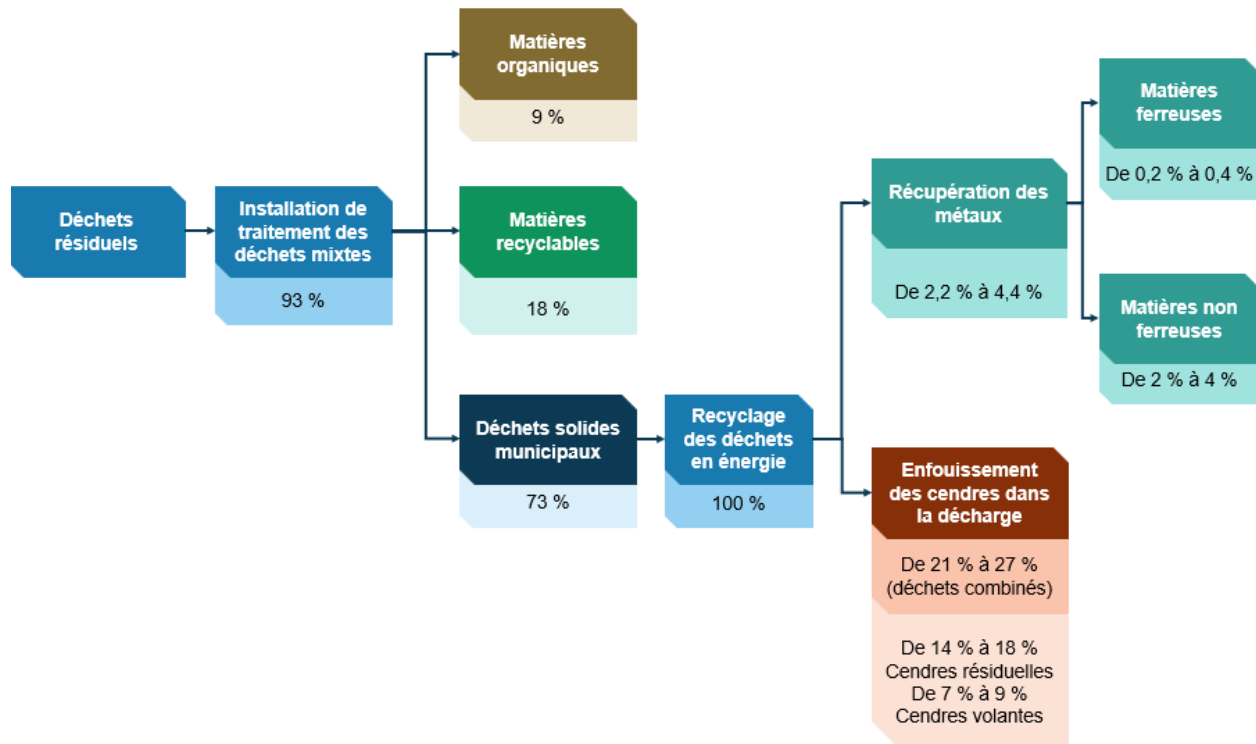 Déchets
résiduels
Installation de
traitement des
déchets mixtes
93 %
Matières
organiques
9 %
Matières
recyclables
18 %
Déchets solides
municipaux
73 %
Recyclage
des déchets
en énergie
100 %
Récupération des
métaux
De 2,2 % à 4,4 %
Matières
ferreuses
De 0,2 % à 0,4 %
Matières non
ferreuses
De 2 % à 4 %
Enfouissement
des cendres dans
la décharge
De 21 % à 27 %
(déchets combinés)
De 14 % à 18 %
Cendres résiduelles
De 7 % à 9 %
Cendres volantes